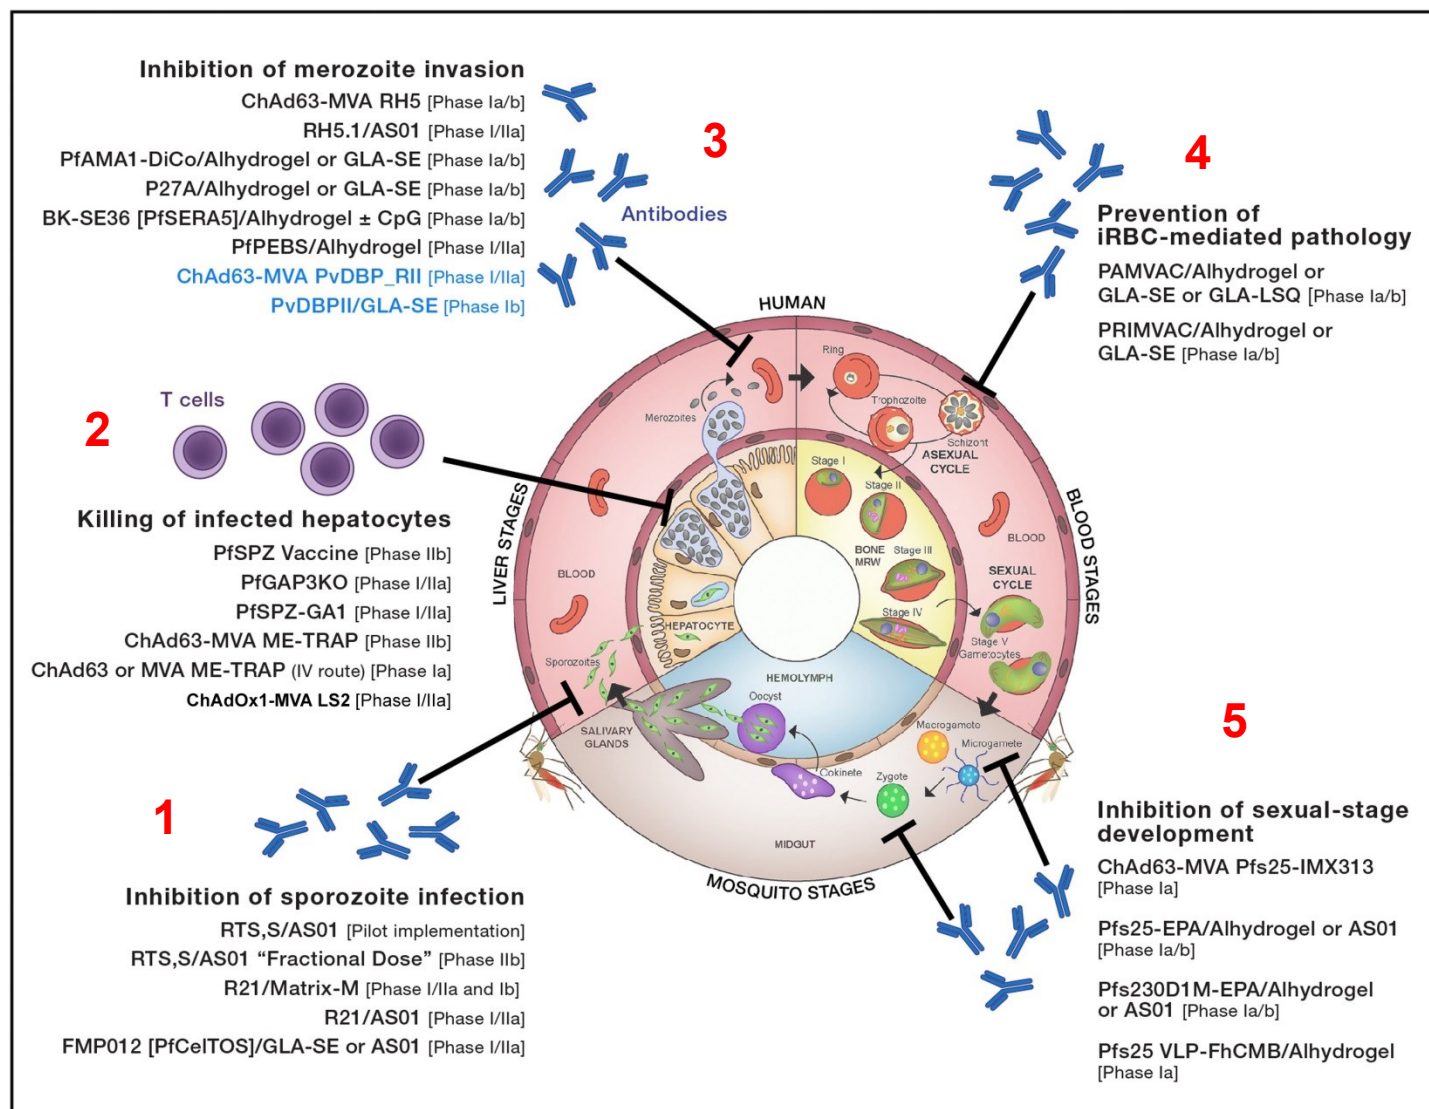 Inhibition of merozoite invasion
ChAd63-MVA RH5 [Phase Ia/b]
RH5.1/AS01 [Phase I/IIa]
PfAMA1-DiCo/Alhydrogel or GLA-SE [Phase Ia/b]
P27A/Alhydrogel or GLA-SE [Phase Ia/b]
BK-SE36 [PfSERA5]/Alhydrogel ± CpG [Phase Ia/b]
PfPEBS/Alhydrogel [Phase I/IIa]
ChAd63-MVA PvDBP_RII [Phase I/IIa]
PvDBPII/GLA-SE [Phase Ib]
3
Antibodies
4
Prevention of
iRBC-mediated pathology
PAMVAC/Alhydrogel or
GLA-SE or GLA-LSQ [Phase Ia/b]
PRIMVAC/Alhydrogel or
GLA-SE [Phase Ia/b]
2
T cells
Killing of infected hepatocytes
PfSPZ Vaccine [Phase IIb]
PfGAP3KO [Phase I/IIa]
PfSPZ-GA1 [Phase I/IIa]
ChAd63-MVA ME-TRAP [Phase IIb]
ChAd63 or MVA ME-TRAP (IV route) [Phase Ia]
ChAdOx1-MVA LS2 [Phase I/IIa]
HUMAN
LIVER STAGES
BLOOD STAGES
MOSQUITO STAGES
Merozoites
Ring
Trophozoite
Schizont
ASEXUAL
CYCLE
Stage I
Stage II
BONE
MRW
Stage III
Stage IV
BLOOD
SEXUAL
CYCLE
Stage V
Gametocytes
BLOOD
HEPATOCYTE
Sporozoites
HEMOLYMPH
Oocyst
SALIVARY
GLANDS
Macrogamete
Microgamete
Zygote
Ookinete
MIDGUT
1
Inhibition of sporozoite infection
RTS,S/AS01 [Pilot implementation]
RTS,S/AS01 “Fractional Dose” [Phase IIb]
R21/Matrix-M [Phase I/IIa and Ib]
R21/AS01 [Phase I/IIa]
FMP012 [PfCelTOS]/GLA-SE or AS01 [Phase I/IIa]
5
Inhibition of sexual-stage
development
ChAd63-MVA Pfs25-IMX313
[Phase Ia]
Pfs25-EPA/Alhydrogel or AS01
[Phase Ia/b]
Pfs230D1M-EPA/Alhydrogel
or AS01 [Phase Ia/b]
Pfs25 VLP-FhCMB/Alhydrogel
[Phase Ia]